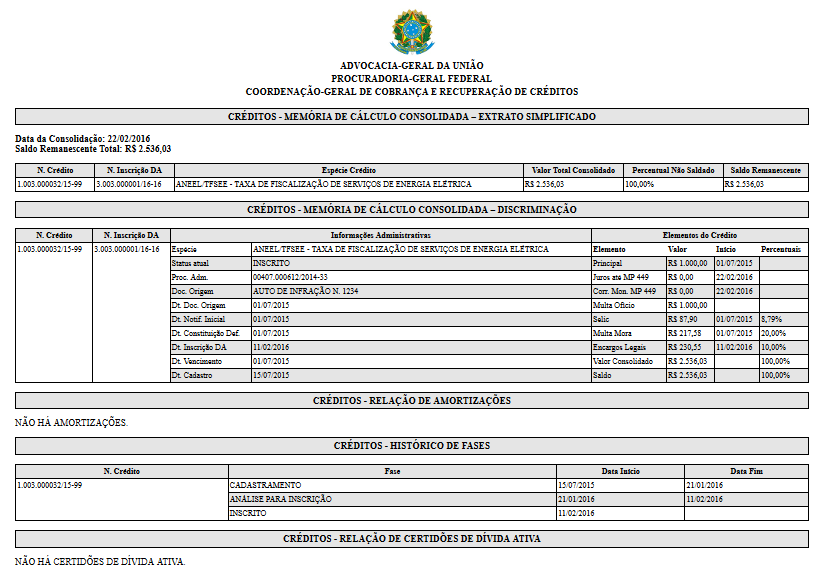 ADVOCACIA-GERAL DA UNIÃO
PROCURADORIA-GERAL FEDERAL
COORDENAÇÃO-GERAL DE COBRANÇA E RECUPERAÇÃO DE CRÉDITOS
CRÉDITOS - MEMÓRIA DE CÁLCULO CONSOLIDADA – EXTRATO SIMPLIFICADO
Data da Consolidação: 22/02/2016
Saldo Remanescente Total: R$ 2.536,03
N. Crédito N. Inscrição DA Espécie Crédito Valor Total Consolidado Percentual Não Saldado Saldo Remanescente
1.003.000032/15-99 3.003.000001/16-16 ANEEL/TFSEE - TAXA DE FISCALIZAÇÃO DE SERVIÇOS DE ENERGIA ELÉTRICA R$ 2.536,03 100,00% R$ 2.536,03
CRÉDITOS - MEMÓRIA DE CÁLCULO CONSOLIDADA – DISCRIMINAÇÃO
N. Crédito N. Inscrição DA Informações Administrativas Elementos do Crédito
1.003.000032/15-99 3.003.000001/16-16 Espécie ANEEL/TFSEE - TAXA DE FISCALIZAÇÃO DE SERVIÇOS DE ENERGIA ELÉTRICA Elemento Valor Início Percentuais
Status atual INSCRITO Principal R$ 1.000,00 01/07/2015
Proc. Adm. 00407.000612/2014-33 Juros até MP 449 R$ 0,00 22/02/2016
Doc. Origem AUTO DE INFRAÇÃO N. 1234 Corr. Mon. MP 449 R$ 0,00 22/02/2016
Dt. Doc. Origem 01/07/2015 Multa Ofício R$ 1.000,00
Dt. Notif. Inicial 01/07/2015 Selic R$ 87,90 01/07/2015 8,79%
Dt. Constituição Def. 01/07/2015 Multa Mora R$ 217,58 01/07/2015 20,00%
Dt. Inscrição DA 11/02/2016 Encargos Legais R$ 230,55 11/02/2016 10,00%
Dt. Vencimento 01/07/2015 Valor Consolidado R$ 2.536,03 100,00%
Dt. Cadastro 15/07/2015 Saldo R$ 2.536,03 100,00%
CRÉDITOS - RELAÇÃO DE AMORTIZAÇÕES
NÃO HÁ AMORTIZAÇÕES.
CRÉDITOS - HISTÓRICO DE FASES
N. Crédito Fase Data Início Data Fim
1.003.000032/15-99 CADASTRAMENTO 15/07/2015 21/01/2016
ANÁLISE PARA INSCRIÇÃO 21/01/2016 11/02/2016
INSCRITO 11/02/2016
CRÉDITOS - RELAÇÃO DE CERTIDÕES DE DÍVIDA ATIVA
NÃO HÁ CERTIDÕES DE DÍVIDA ATIVA.